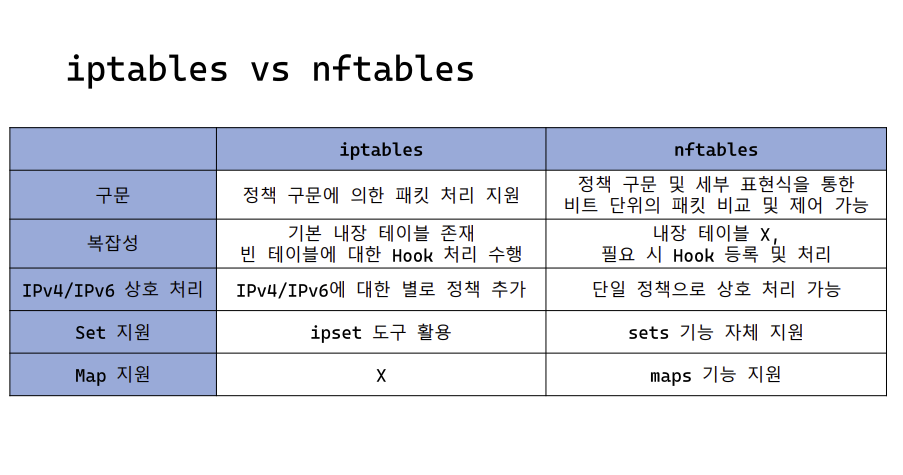 iptables vs nftables
iptables
nftables
구문
정책 구문에 의한 패킷 처리 지원
정책 구문 및 세부 표현식을 통한
비트 단위의 패킷 비교 및 제어 가능
복잡성
기본 내장 테이블 존재
빈 테이블에 대한 Hook 처리 수행
내장 테이블 X,
필요 시 Hook 등록 및 처리
IPv4/IPv6 상호 처리
IPv4/IPv6에 대한 별로 정책 추가
단일 정책으로 상호 처리 가능
Set 지원
ipset 도구 활용
sets 기능 자체 지원
Map 지원
X
maps 기능 지원